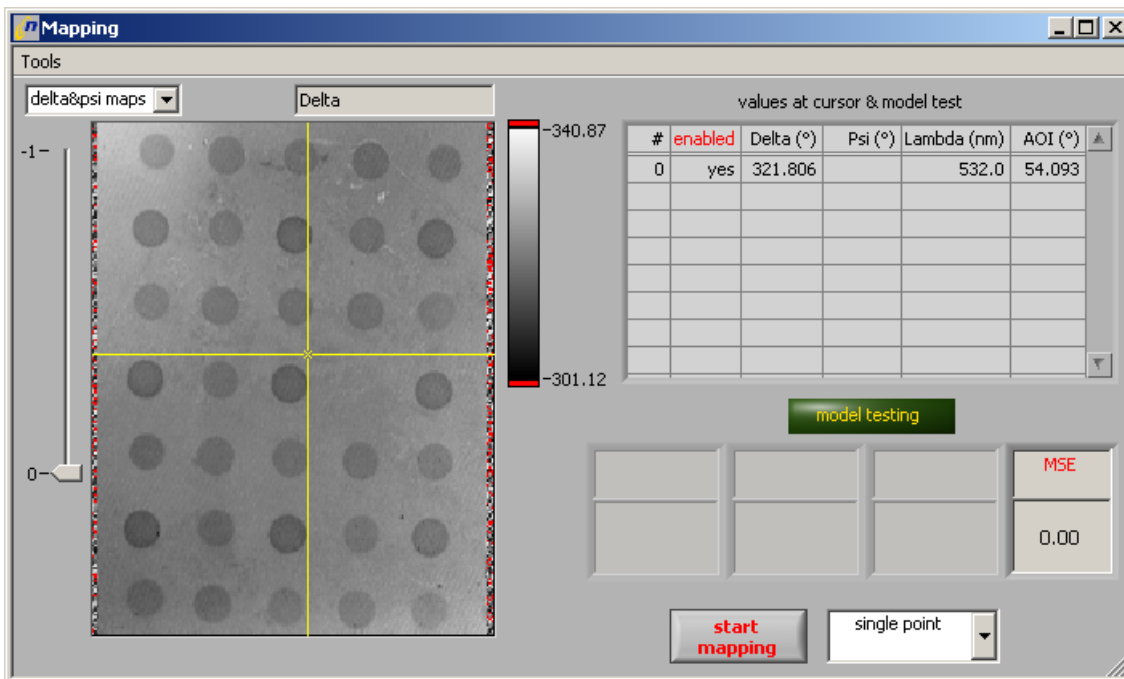 Mapping
Tools
delta&psi maps
Delta
values at cursor & model test
-1-
-340.87
# enabled Delta (°) Psi (°) Lambda (nm) AOI (°)
0 yes 321.806 532.0 54.093
-301.12
model testing
0-
MSE
0.00
start
mapping
single point